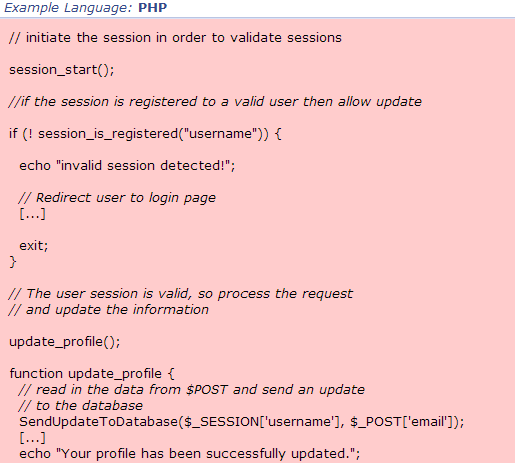 Example Language: PHP
// initiate the session in order to validate sessions
session_start();
//if the session is registered to a valid user then allow update
if (! session_is_registered("username")) {
echo "invalid session detected!";
// Redirect user to login page
[...]
exit;
}
// The user session is valid, so process the request
// and update the information
update_profile();
function update_profile {
// read in the data from $POST and send an update
// to the database
SendUpdateToDatabase($_SESSION['username'], $_POST['email']);
[...]
echo "Your profile has been successfully updated.";